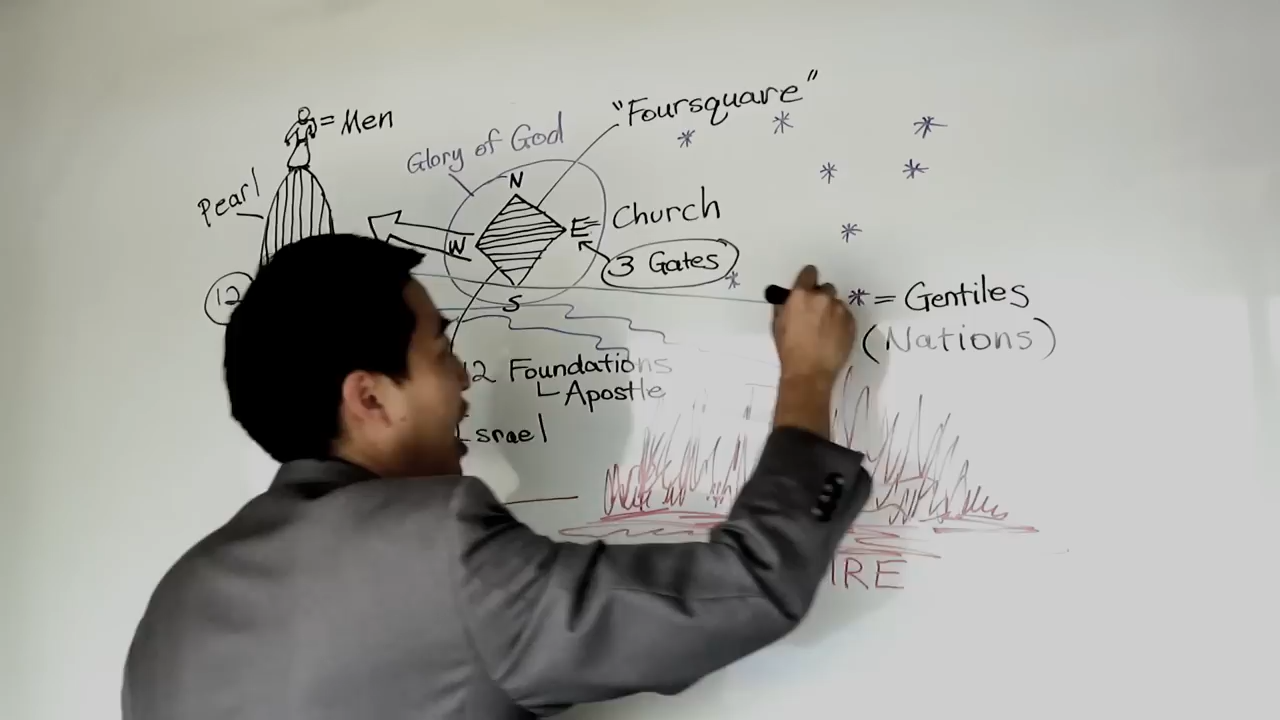 "Foursquare"
= Men
Glory of God
Pearl
N
W
E
S
Church
3 Gates
12
* = Gentiles
(Nations)
12 Foundations
Apostle
Israel
IRE